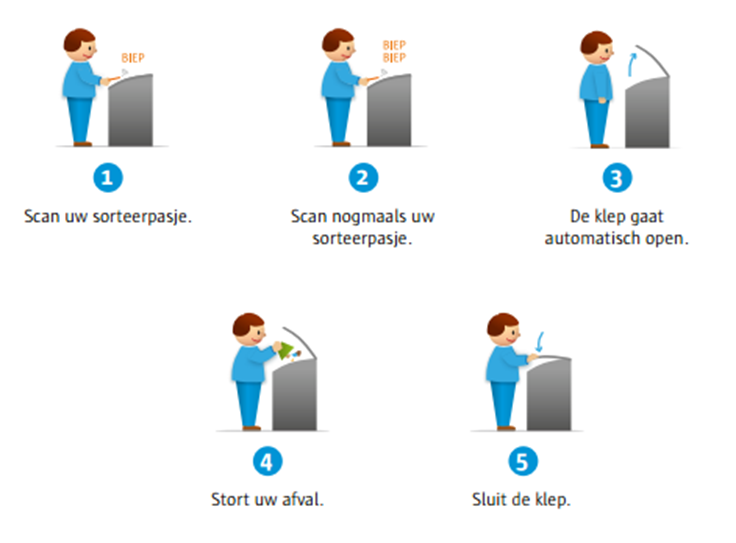 BIEP
BIEP
BIEP
1
2
3
Scan uw sorteerpasje.
Scan nogmaals uw
sorteerpasje.
De klep gaat
automatisch open.
4
5
Stort uw afval.
Sluit de klep.